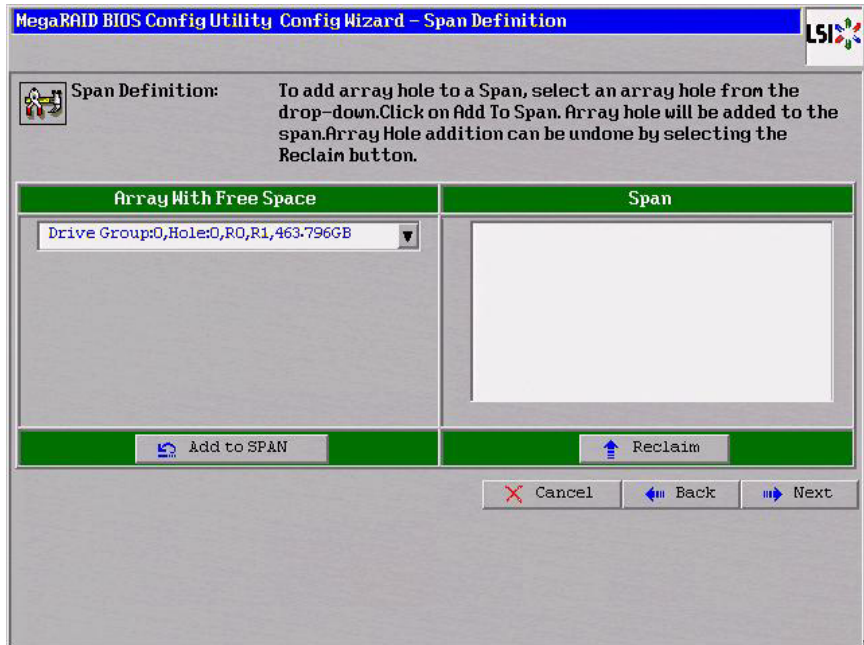 MegaRAID BIOS Config Utility Config Wizard – Span Definition
LSI
Span Definition:
To add array hole to a Span, select an array hole from the
drop-down.Click on Add To Span. Array hole will be added to the
span.Array Hole addition can be undone by selecting the
Reclaim button.
Array With Free Space
Span
Drive Group:0,Hole:0,R0,R1,463.796GB
Add to SPAN
Reclaim
Cancel
Back
Next